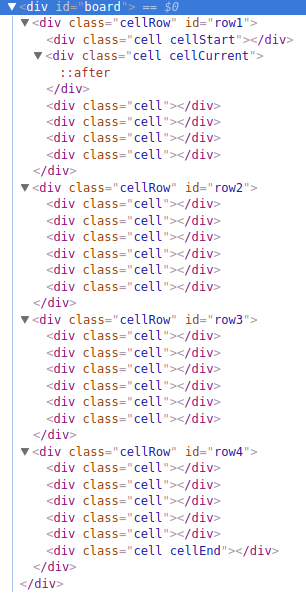 ▼<div id="board"> == $0
▼<div class="cellRow" id="row1">
<div class="cell cellStart"></div>
▼<div class="cell cellCurrent">
::after
</div>
<div class="cell"></div>
<div class="cell"></div>
<div class="cell"></div>
<div class="cell"></div>
</div>
▼<div class="cellRow" id="row2">
<div class="cell"></div>
<div class="cell"></div>
<div class="cell"></div>
<div class="cell"></div>
<div class="cell"></div>
<div class="cell"></div>
</div>
▼<div class="cellRow" id="row3">
<div class="cell"></div>
<div class="cell"></div>
<div class="cell"></div>
<div class="cell"></div>
<div class="cell"></div>
<div class="cell"></div>
</div>
▼<div class="cellRow" id="row4">
<div class="cell"></div>
<div class="cell"></div>
<div class="cell"></div>
<div class="cell"></div>
<div class="cell"></div>
<div class="cell cellEnd"></div>
</div>
</div>